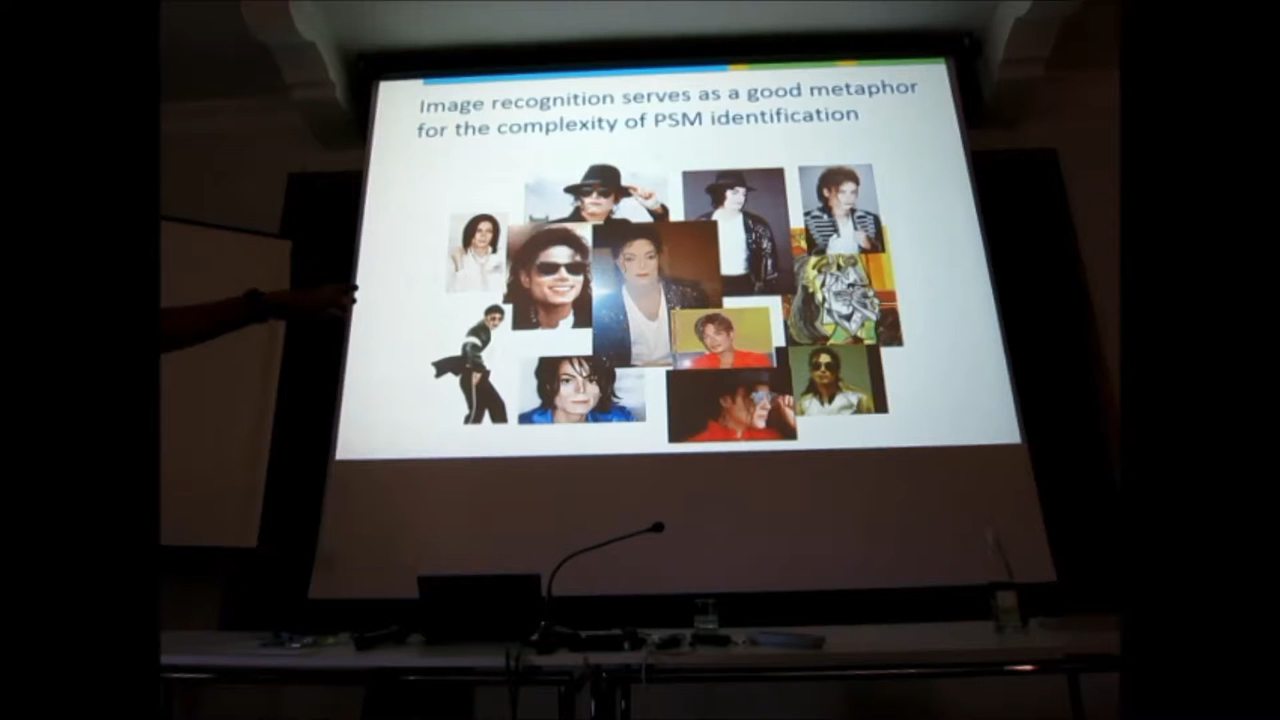 Image recognition serves as a good metaphor
for the complexity of PSM identification